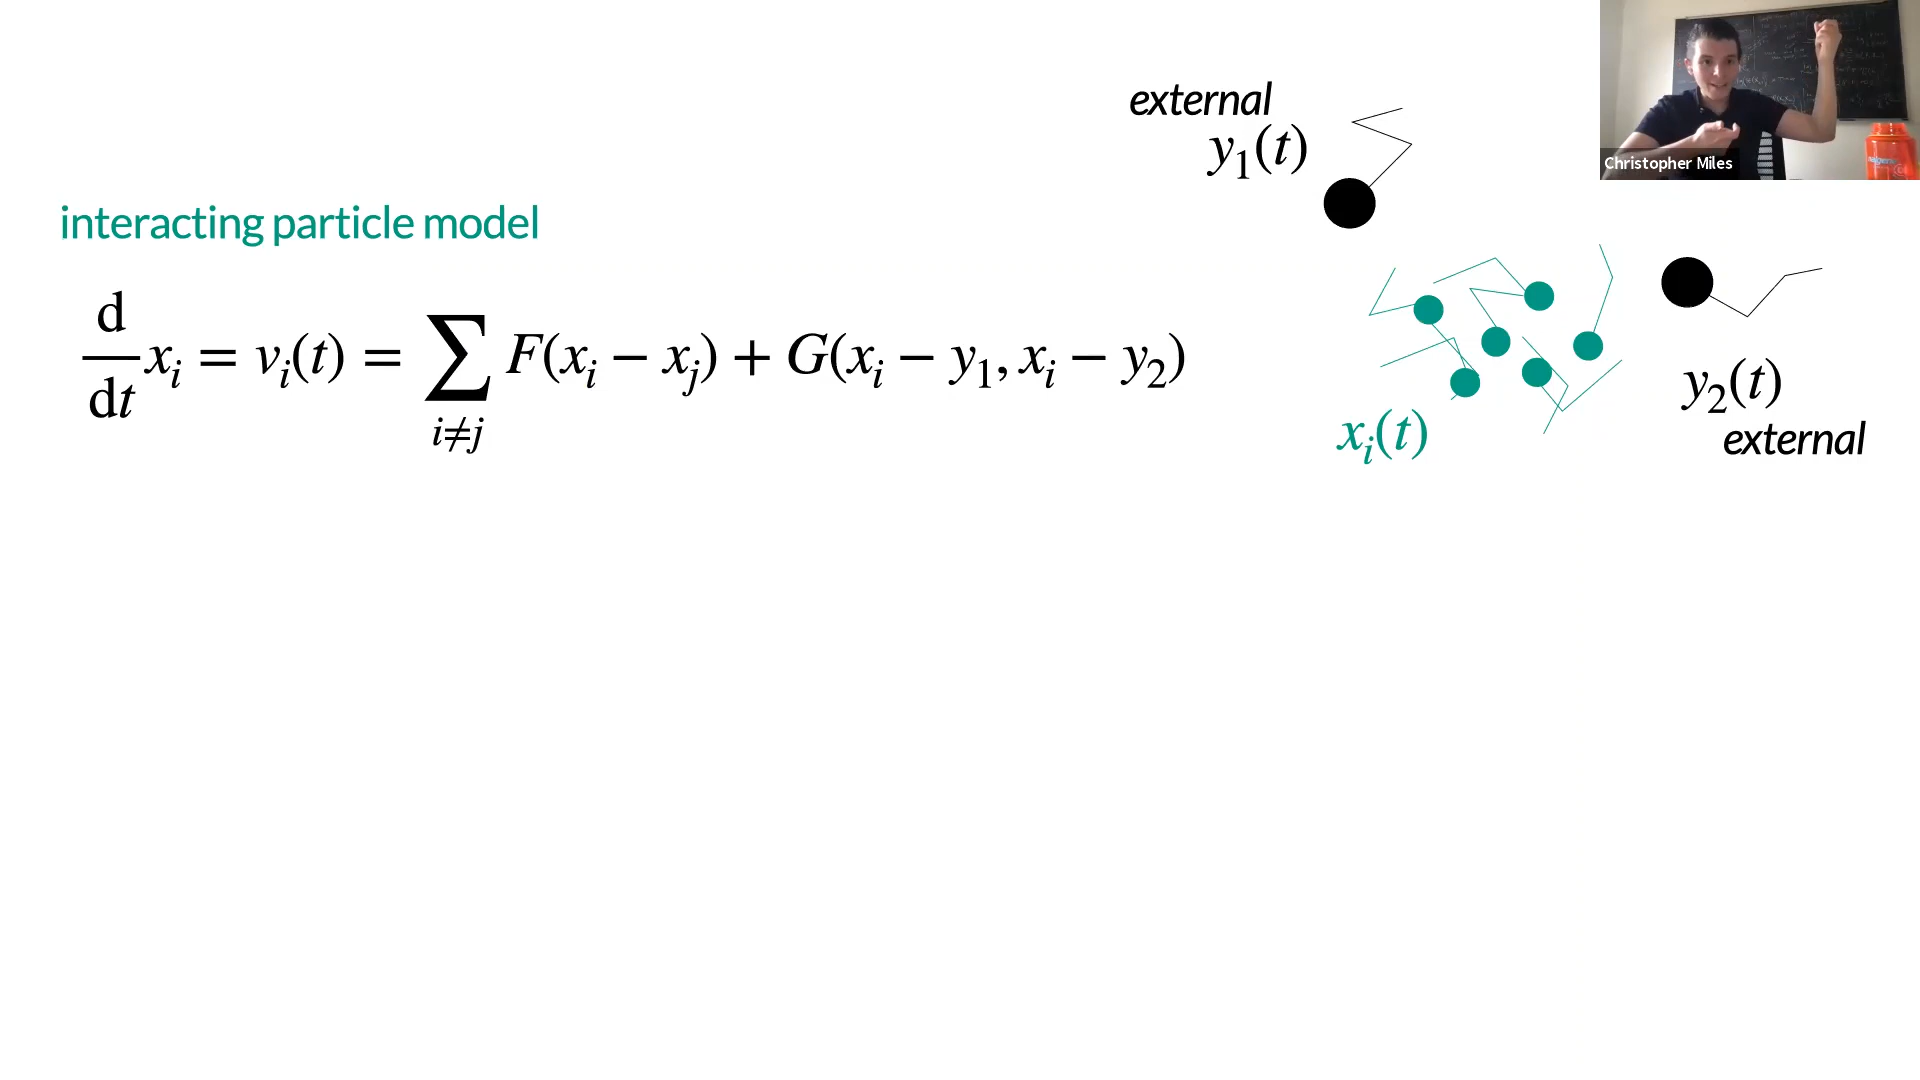 external
y₁(t)
Christopher Miles
interacting particle model
d/dt xᵢ = vᵢ(t) = ∑ i≠j F(xᵢ − xⱼ) + G(xᵢ − y₁, xᵢ − y₂)
y₂(t)
xᵢ(t)
external